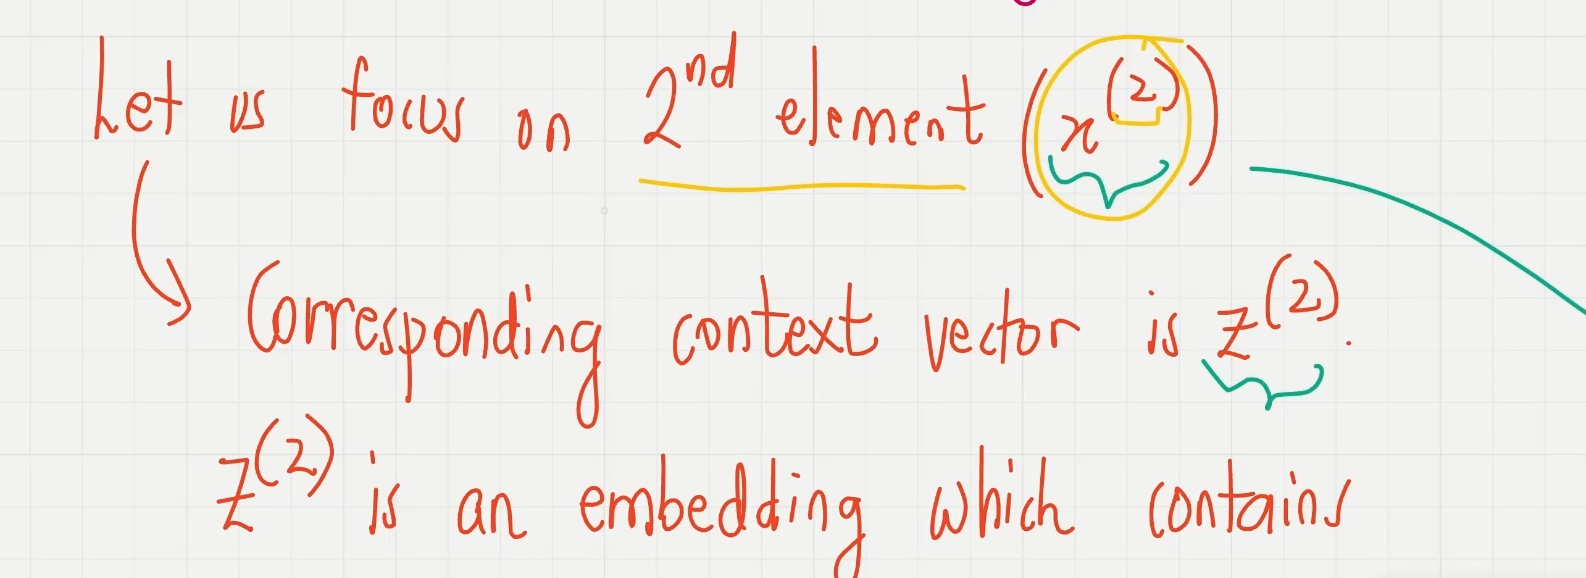 Let us focus on 2nd element (x^(2))
Corresponding context vector is z^(2).
z^(2) is an embedding which contains